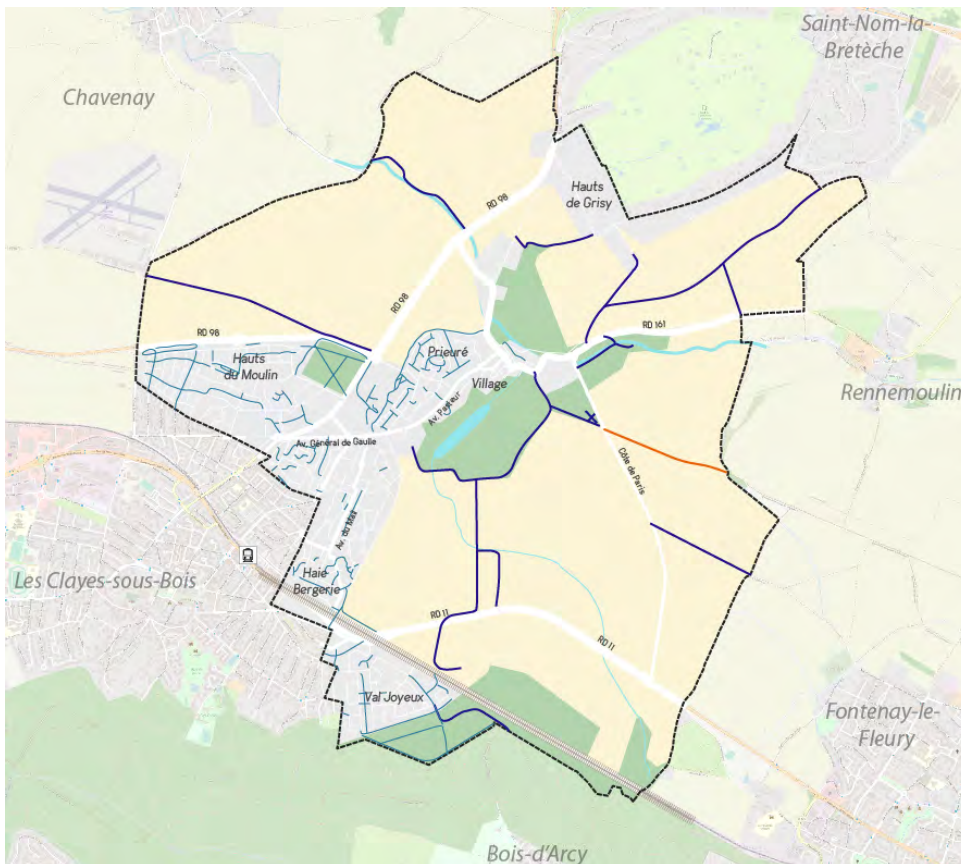 Saint-Nom-la-
Bretèche
Chavenay
Hauts
de Grisy
RD 98
RD 98
RD 161
RD 98
Hauts
du Moulin
Prieuré
Village
Rennemoulin
Av. Pasteur
Av. Général de Gaulle
Côte de Paris
Av. du Mail
Les Clayes-sous-Bois
Haie
Bergerie
RD 11
RD 11
Val Joyeux
Fontenay-le-
Fleury
Bois-d'Arcy